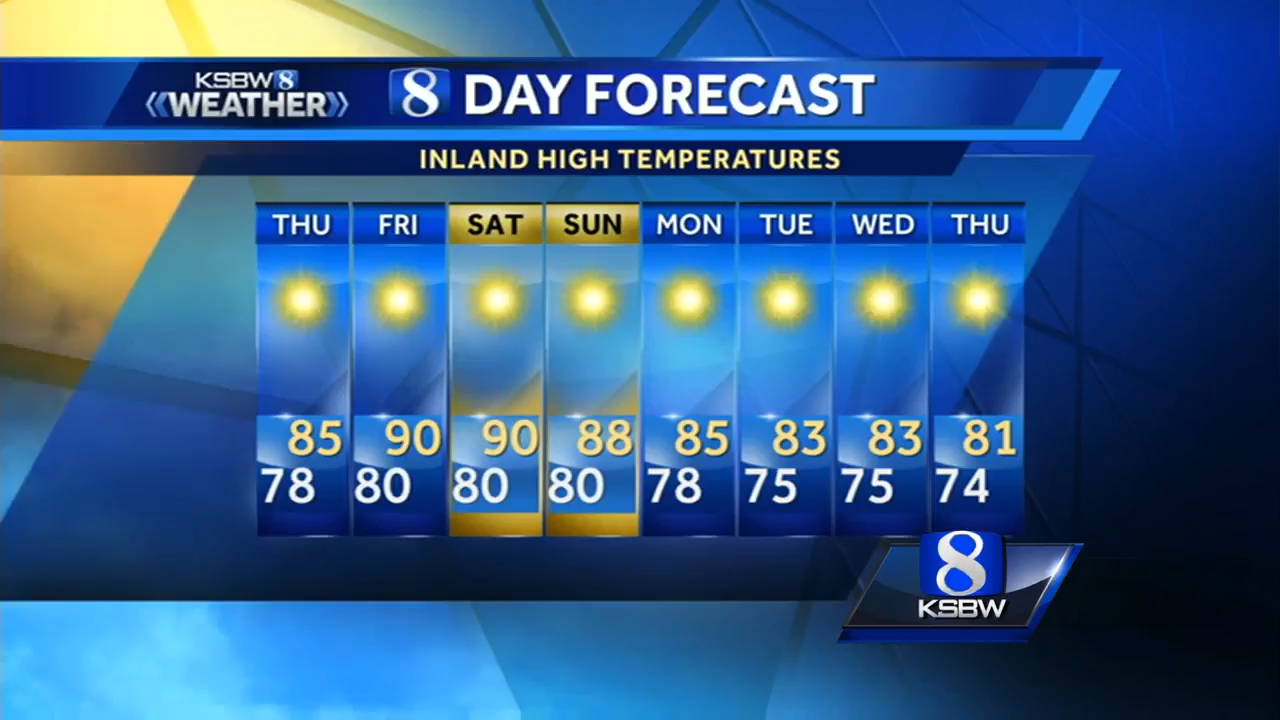 KSBW 8
WEATHER
8 DAY FORECAST
INLAND HIGH TEMPERATURES
THU FRI SAT SUN MON TUE WED THU
85 90 90 88 85 83 83 81
78 80 80 80 78 75 75 74
8
KSBW